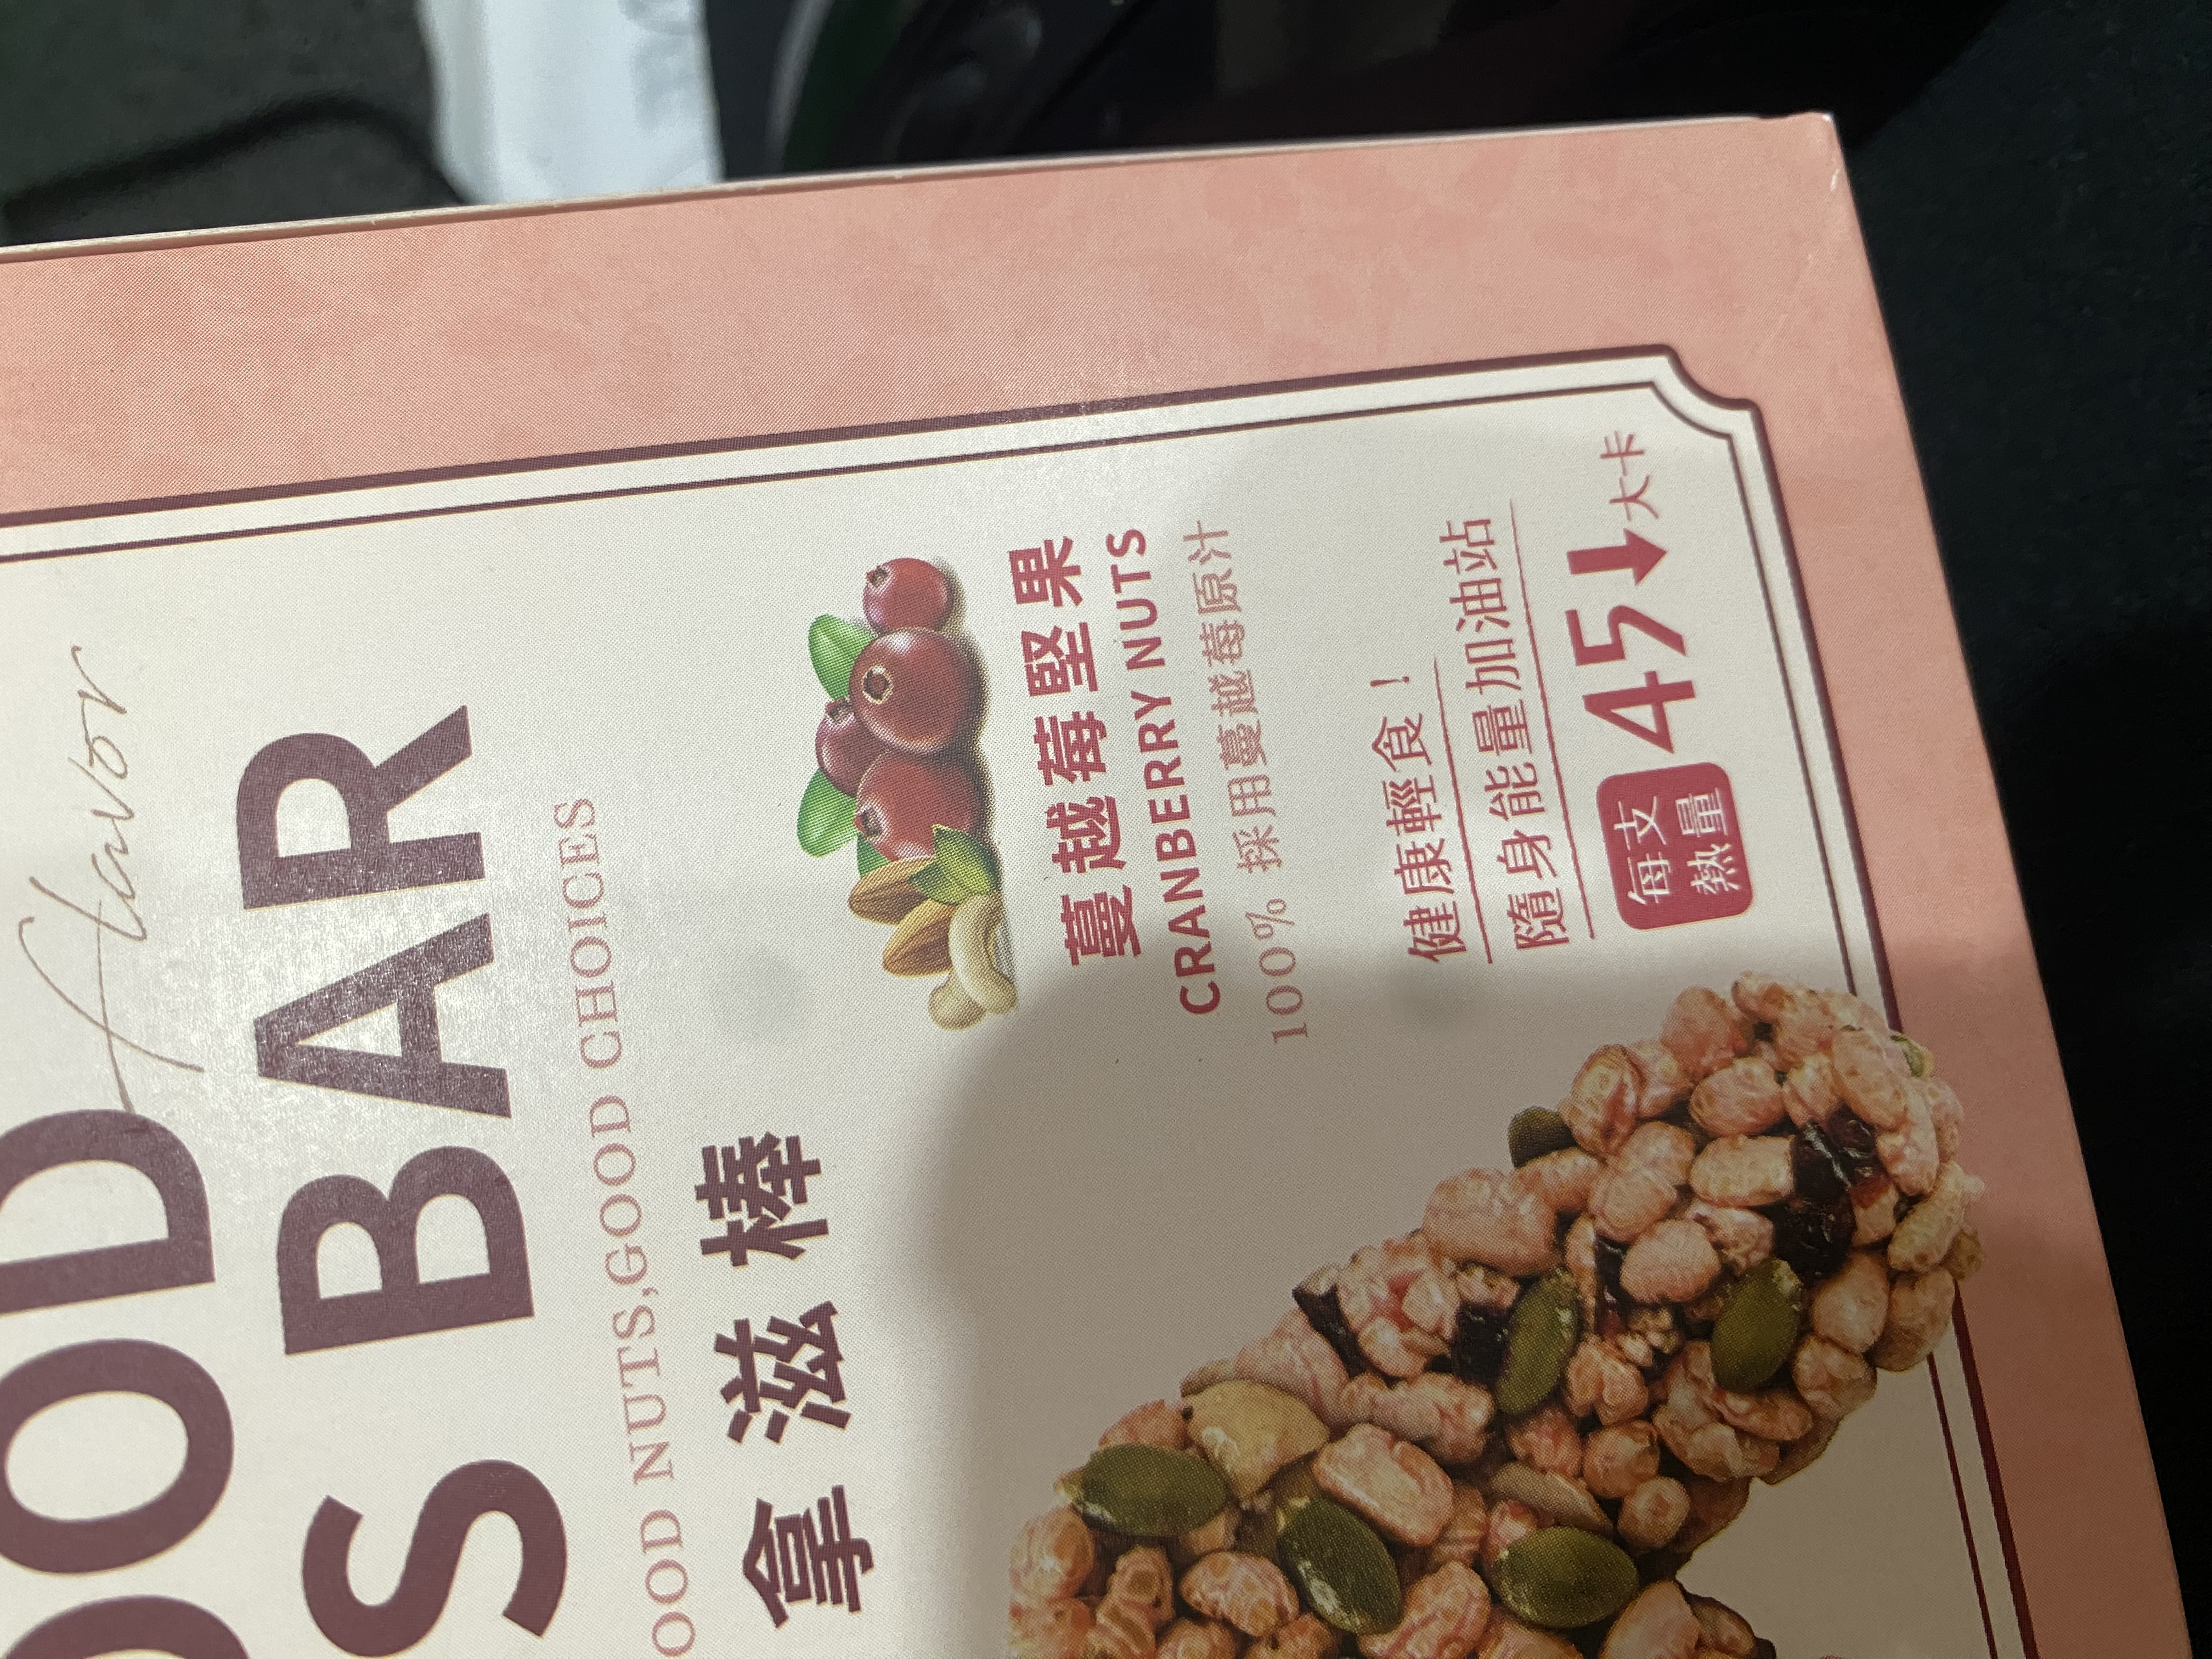 Flavor
OOD
S BAR
OOD NUTS,GOOD CHOICES
拿滋棒
蔓越莓堅果
CRANBERRY NUTS
100% 採用蔓越莓原汁
健康輕食！
隨身能量加油站
每支
熱量
45↓大卡